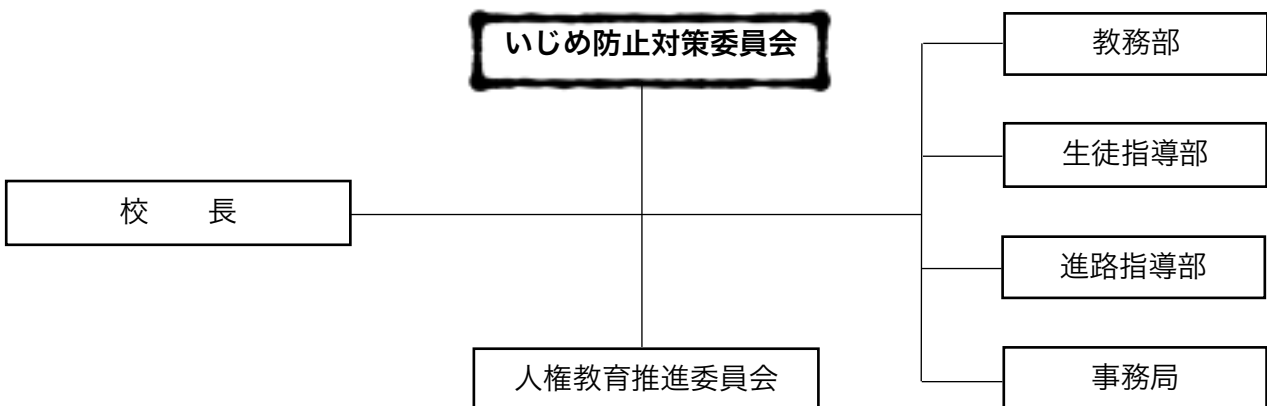 いじめ防止対策委員会
教務部
生徒指導部
校　　長
進路指導部
人権教育推進委員会
事務局